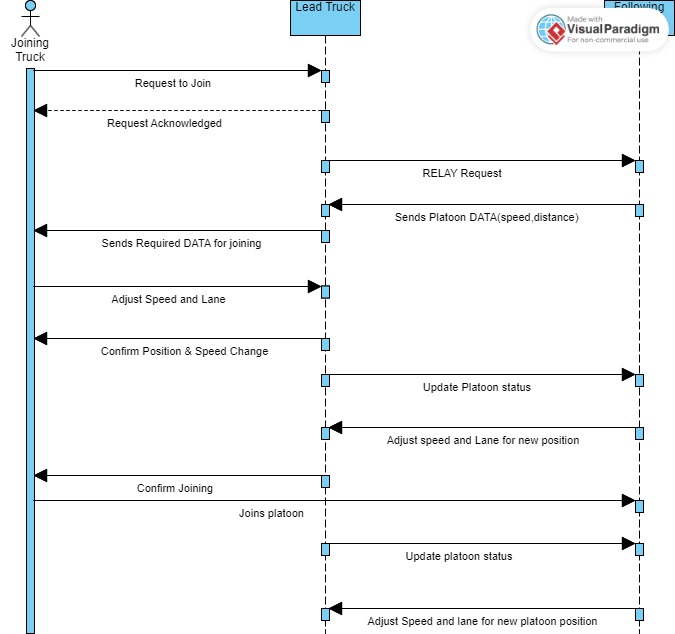 Lead Truck
Following
Made with
Visual Paradigm
For non-commercial use
Joining
Truck
Request to Join
Request Acknowledged
RELAY Request
Sends Platoon DATA(speed,distance)
Sends Required DATA for joining
Adjust Speed and Lane
Confirm Position & Speed Change
Update Platoon status
Adjust speed and Lane for new position
Confirm Joining
Joins platoon
Update platoon status
Adjust Speed and lane for new platoon position